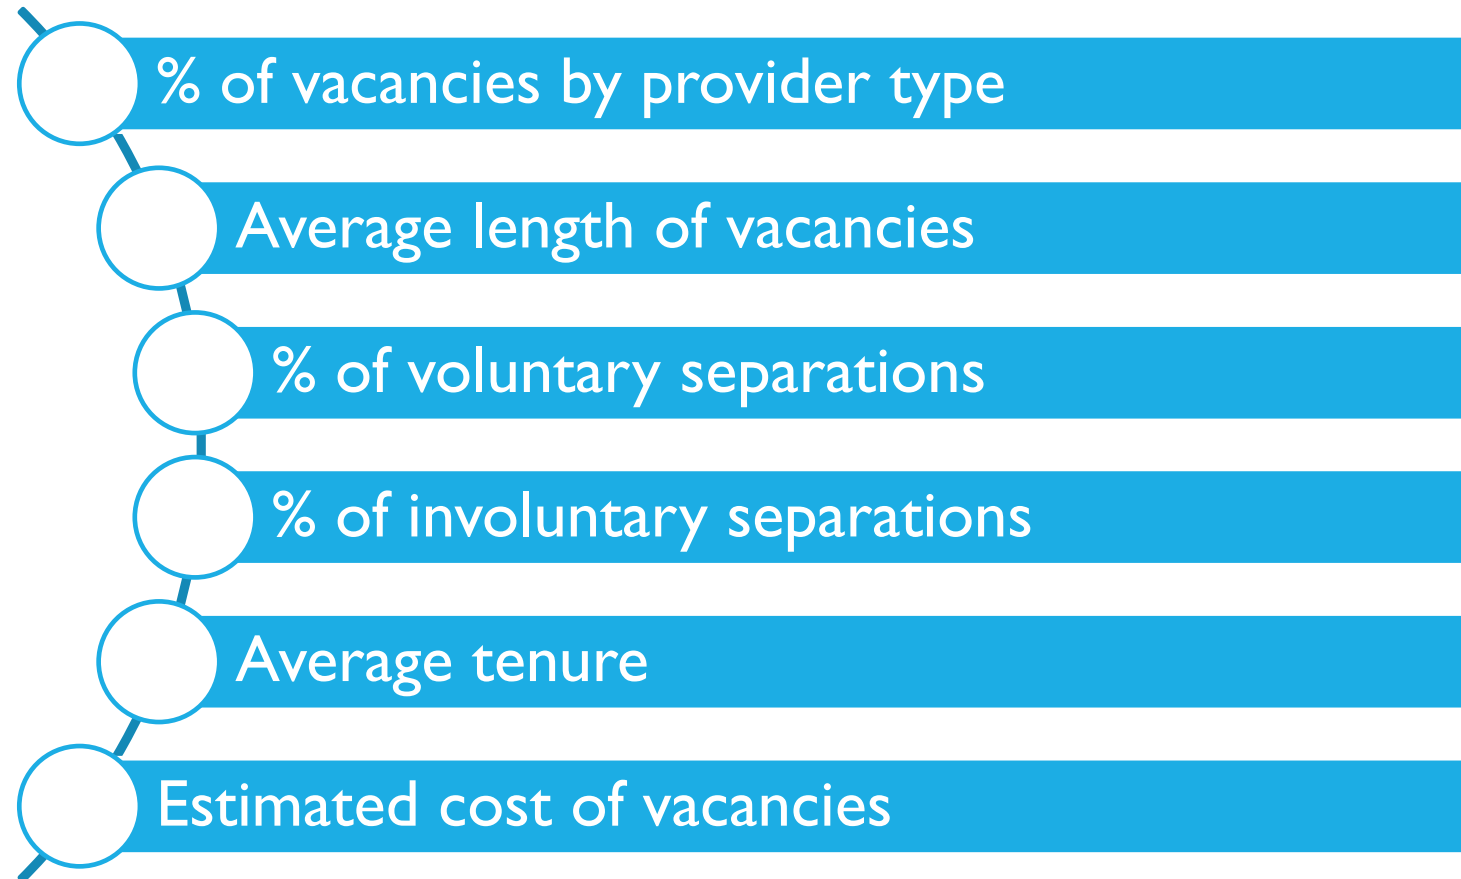 % of vacancies by provider type
Average length of vacancies
% of voluntary separations
% of involuntary separations
Average tenure
Estimated cost of vacancies